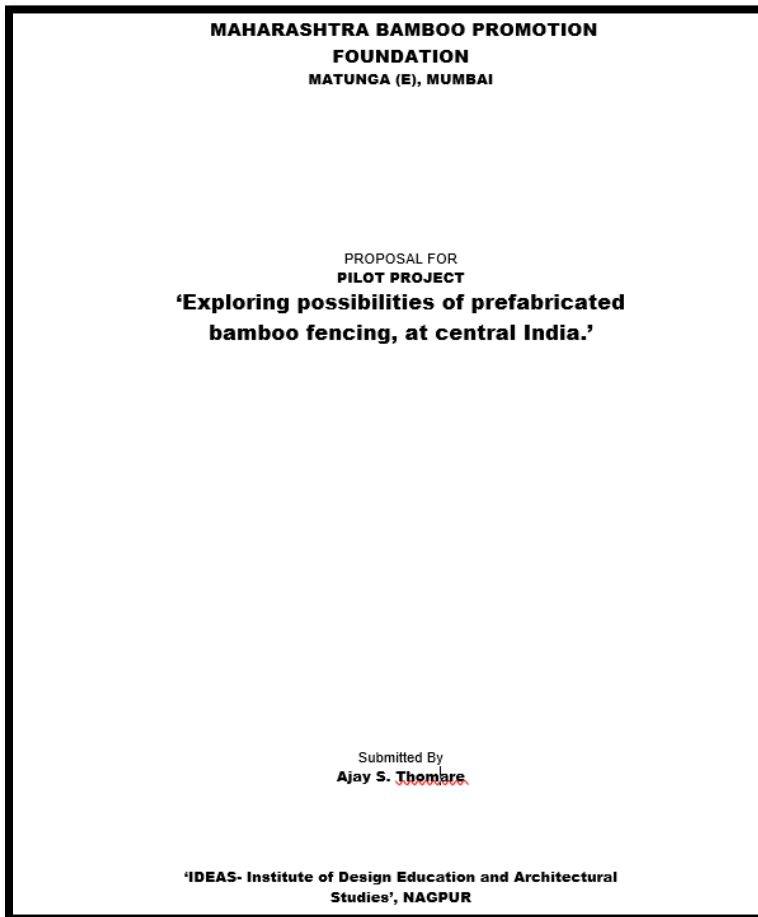 MAHARASHTRA BAMBOO PROMOTION
FOUNDATION
MATUNGA (E), MUMBAI
PROPOSAL FOR
PILOT PROJECT
‘Exploring possibilities of prefabricated
bamboo fencing, at central India.’
Submitted By
Ajay S. Thomare
‘IDEAS- Institute of Design Education and Architectural
Studies’, NAGPUR